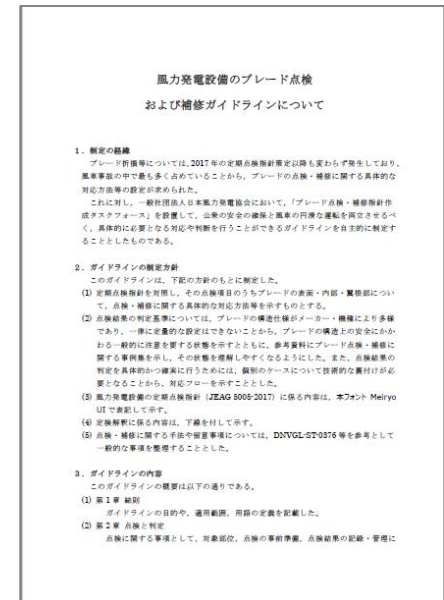 風力発電設備のブレード点検
および補修ガイドラインについて
1. 制定の経緯
ブレード折損等については,2017年の定期点検指針策定以降も変わらず発生しており,
風車事故の中で最も多く占めていることから,ブレードの点検・補修に関する具体的な
対応方法等の設定が求められた。
これに対し,一般社団法人日本風力発電協会において,「ブレード点検・補修指針作
成タスクフォース」を設置して,公衆の安全の確保と風車の円滑な運転を両立させるべ
く,具体的に必要となる対応や判断を行うことができるガイドラインを自主的に制定す
ることとしたものである。
2. ガイドラインの制定方針
このガイドラインは,下記の方針のもとに制定した。
(1) 定期点検指針を対照し,その点検項目のうちブレードの表面・内部・翼根部につい
て,点検・補修に関する具体的な対応方法等を示すものとする。
(2) 点検結果の判定基準については,ブレードの構造仕様がメーカー・機種により多様
であり,一律に定量的な設定はできないことから,ブレードの構造上の安全にかか
わる一般的に注意を要する状態を示すとともに,参考資料にブレード点検・補修に
関する事例集を示し,その状態を理解しやすくなるようにした。また,点検結果の
判定を具体的かつ確実に行うためには,個別のケースについて技術的な裏付けが必
要となることから,対応フローを示すこととした。
(3) 風力発電設備の定期点検指針(JEAG 5005-2017)に係る内容は,本フォント Meiryo
UI で表記して示す。
(4) 定検解釈に係る内容は,下線を付して示す。
(5) 点検・補修に関する手法や留意事項については,DNVGL-ST-0376 等を参考として
一般的な事項を整理することとした。
3. ガイドラインの内容
このガイドラインの概要は以下の通りである。
(1) 第1章 総則
ガイドラインの目的や,適用範囲,用語の定義を記載した。
(2) 第2章 点検と判定
点検に関する事項として,対象部位,点検の事前準備,点検結果の記録・管理に